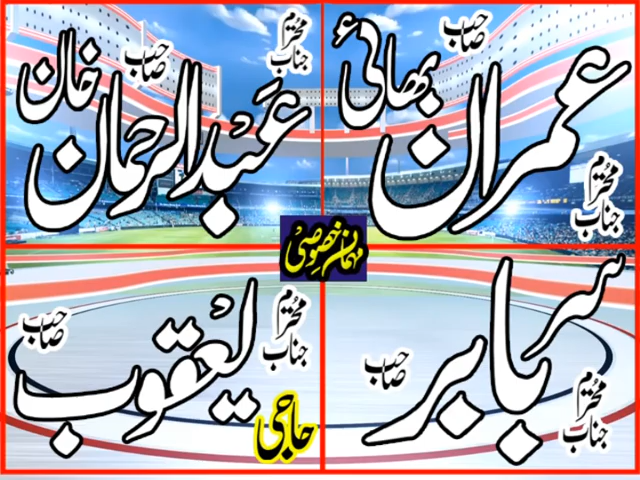 محترم جناب عمران بھائی صاحب
محترم جناب عبدالرحمان خان صاحب
مہمان خصوصی
محترم جناب سر بابر صاحب
محترم جناب حاجی یعقوب صاحب